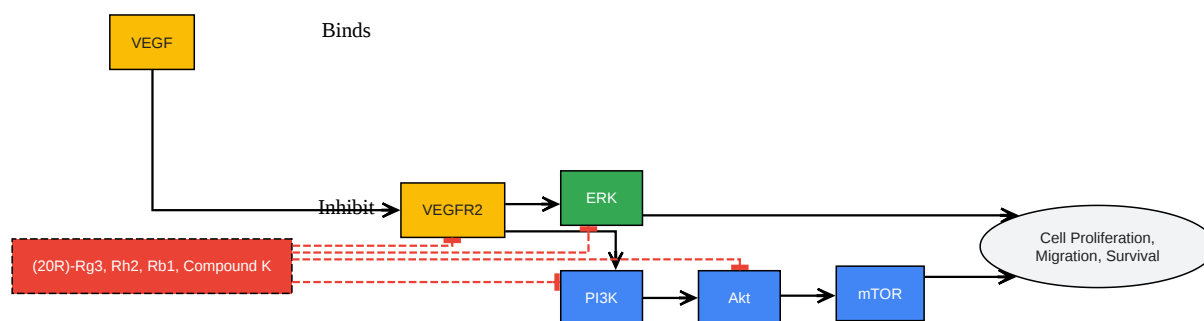 VEGF
Binds
ERK
Inhibit
VEGFR2
Cell Proliferation,
Migration, Survival
(20R)-Rg3, Rh2, Rb1, Compound K
PI3K
Akt
mTOR